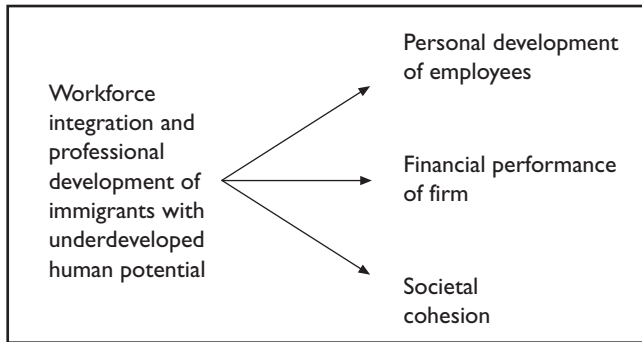 Workforce
integration and
professional
development of
immigrants with
underdeveloped
human potential
Personal development
of employees
Financial performance
of firm
Societal
cohesion